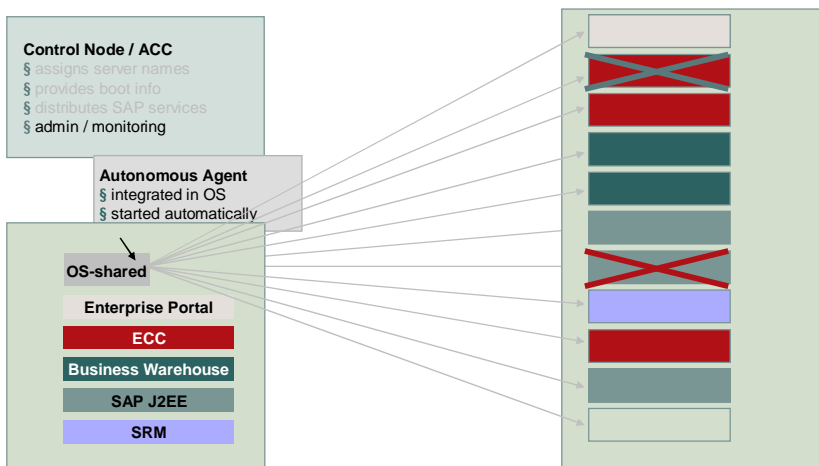 Control Node / ACC
§ assigns server names
§ provides boot info
§ distributes SAP services
§ admin / monitoring
Autonomous Agent
§ integrated in OS
§ started automatically
OS-shared
Enterprise Portal
ECC
Business Warehouse
SAP J2EE
SRM